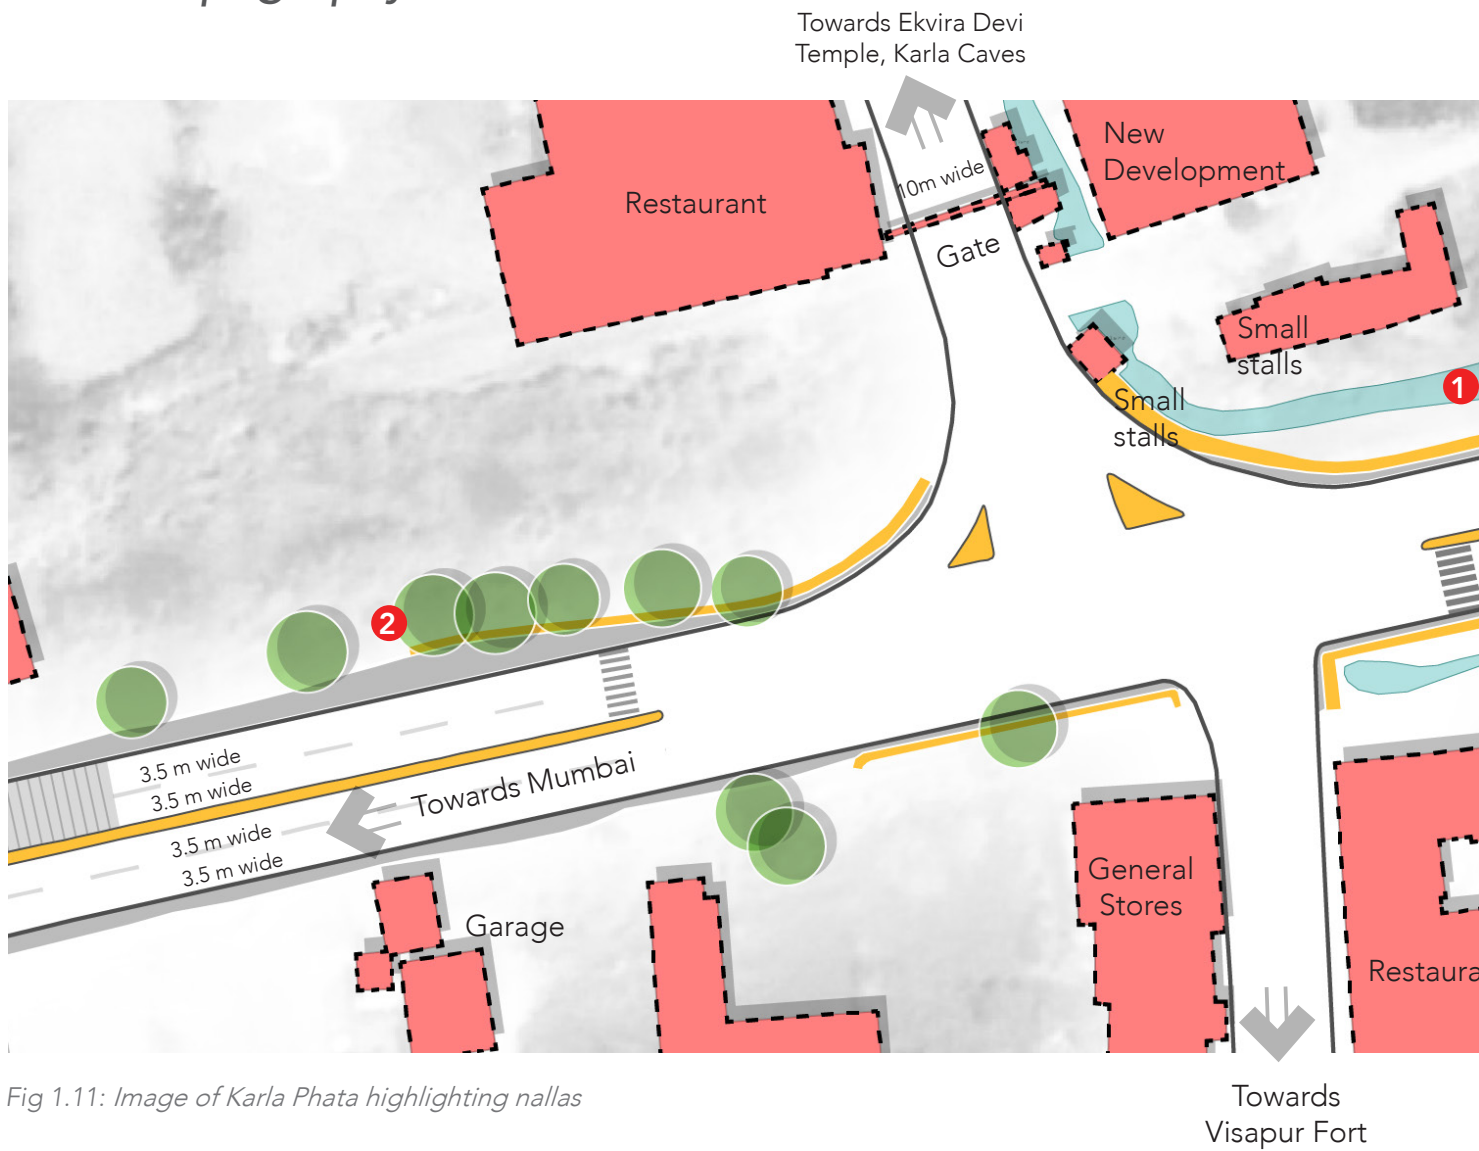 Towards Ekvira Devi
Temple, Karla Caves
New
Development
10m wide
Restaurant
Gate
Small
stalls
1
Small
stalls
2
3.5 m wide
3.5 m wide
Towards Mumbai
3.5 m wide
3.5 m wide
General
Stores
Garage
Restaura
Fig 1.11: Image of Karla Phata highlighting nallas
Towards
Visapur Fort